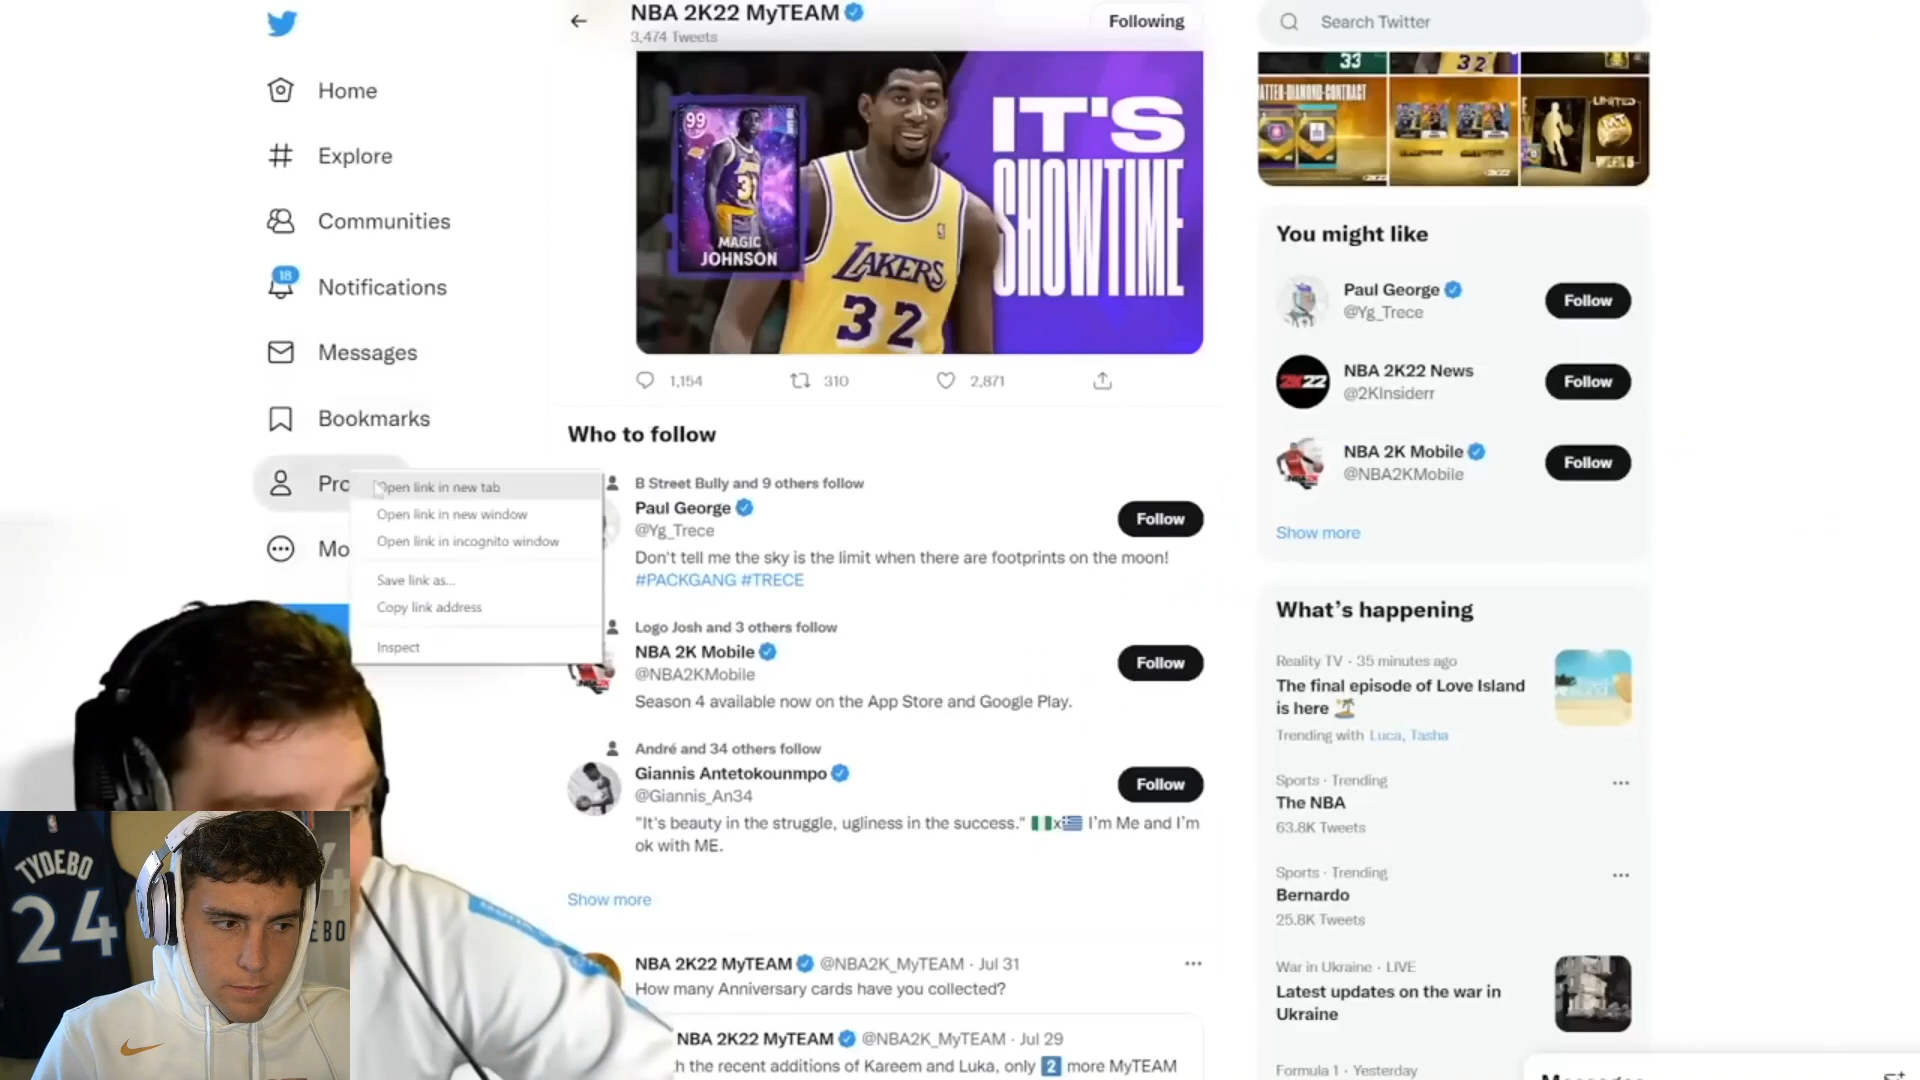 Home
Explore
Communities
18
Notifications
Messages
Bookmarks
Pro
Mo
Open link in new tab
Open link in new window
Open link in incognito window
Save link as...
Copy link address
Inspect
TYDEBO
24
EBO
NBA 2K22 MyTEAM
3,474 Tweets
Following
99
MAGIC
JOHNSON
LAKERS
32
IT'S
SHOWTIME
1,154
310
2,871
Who to follow
B Street Bully and 9 others follow
Paul George
@Yg_Trece
Follow
Don't tell me the sky is the limit when there are footprints on the moon!
#PACKGANG #TRECE
Logo Josh and 3 others follow
NBA 2K Mobile
@NBA2KMobile
Follow
Season 4 available now on the App Store and Google Play.
André and 34 others follow
Giannis Antetokounmpo
@Giannis_An34
Follow
"It's beauty in the struggle, ugliness in the success." 🇳🇬x🇬🇷 I'm Me and I'm
ok with ME.
Show more
NBA 2K22 MyTEAM @NBA2K_MyTEAM · Jul 31
How many Anniversary cards have you collected?
NBA 2K22 MyTEAM @NBA2K_MyTEAM · Jul 29
h the recent additions of Kareem and Luka, only 2 more MyTEAM
Search Twitter
33
32
LIMITED
You might like
Paul George
@Yg_Trece
Follow
2K22
NBA 2K22 News
@2KInsiderr
Follow
NBA 2K Mobile
@NBA2KMobile
Follow
Show more
What's happening
Reality TV · 35 minutes ago
The final episode of Love Island
is here 🏝️
Trending with Luca, Tasha
Sports · Trending
The NBA
63.8K Tweets
Sports · Trending
Bernardo
25.8K Tweets
War in Ukraine · LIVE
Latest updates on the war in
Ukraine
Formula 1 · Yesterday